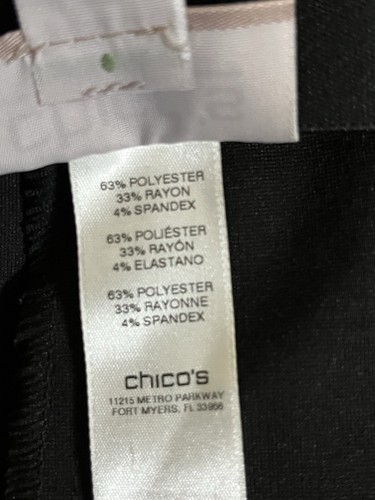 63% POLYESTER
33% RAYON
4% SPANDEX
63% POLIÉSTER
33% RAYÓN
4% ELASTANO
63% POLYESTER
33% RAYONNE
4% SPANDEX
chico's
11215 METRO PARKWAY
FORT MYERS, FL 33966